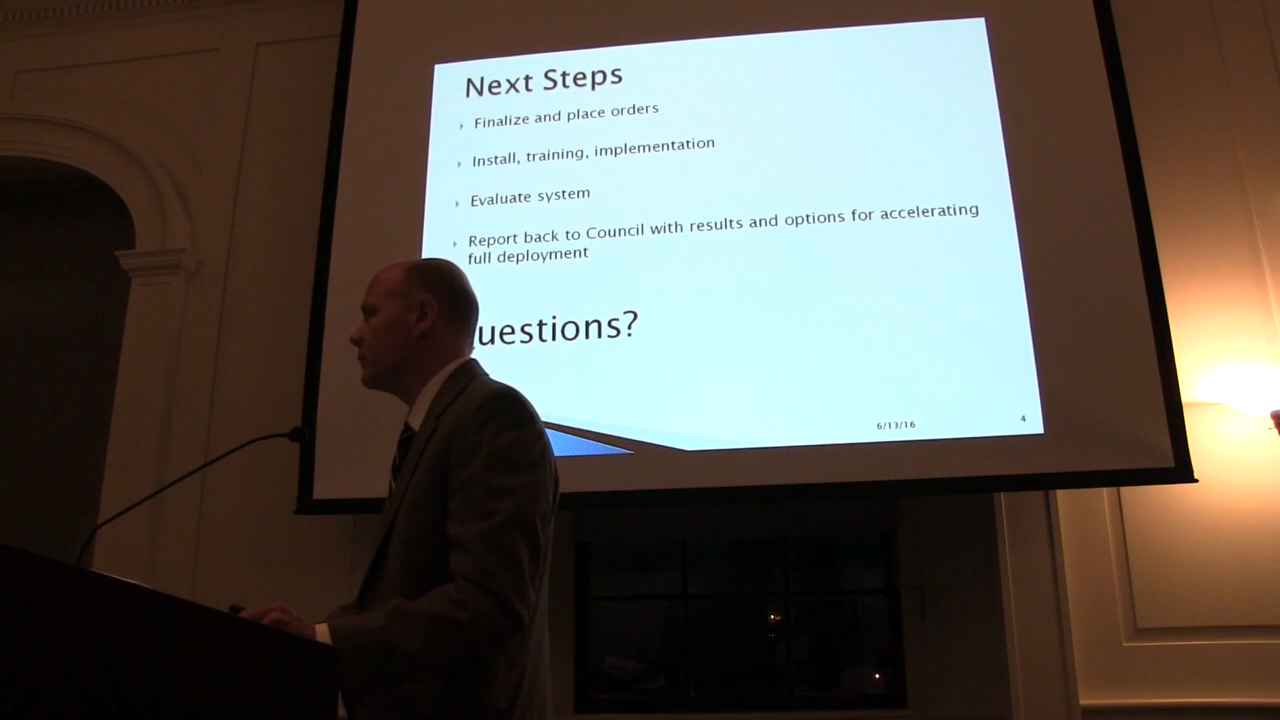 Next Steps
Finalize and place orders
Install, training, implementation
Evaluate system
Report back to Council with results and options for accelerating
full deployment
uestions?
6/13/16
4